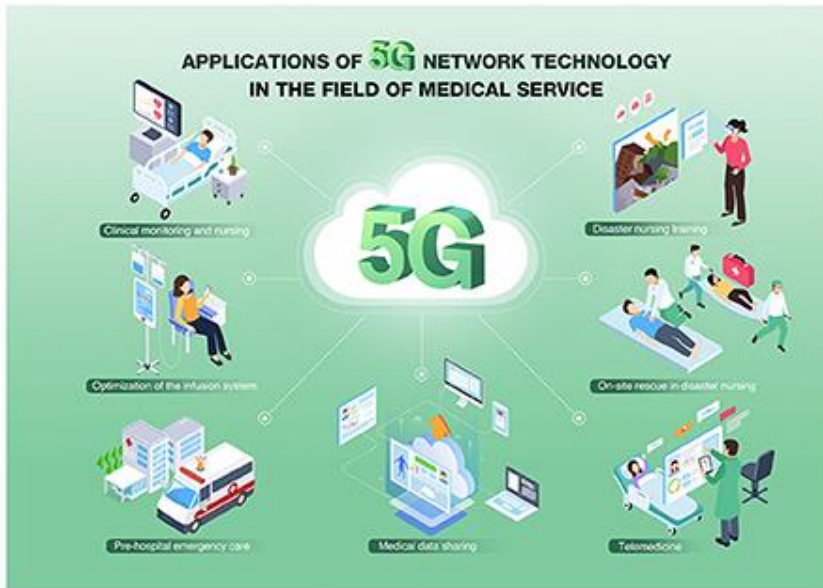 APPLICATIONS OF 5G NETWORK TECHNOLOGY
IN THE FIELD OF MEDICAL SERVICE
5G
Clinical monitoring and nursing
Disaster nursing training
Optimization of the infusion system
On-site rescue in disaster nursing
Pre-hospital emergency care
Medical data sharing
Telemedicine